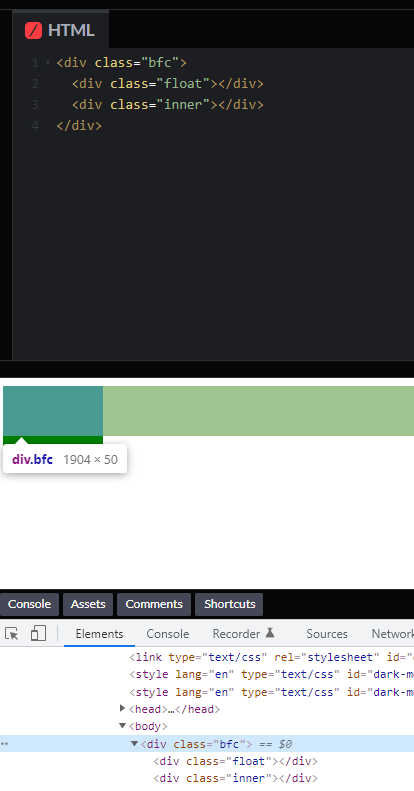 HTML
1 <div class="bfc">
2 <div class="float"></div>
3 <div class="inner"></div>
4 </div>
div.bfc 1904 × 50
Console Assets Comments Shortcuts
Elements Console Recorder Sources Network
<link type="text/css" rel="stylesheet" id="
<style lang="en" type="text/css" id="dark-m
<style lang="en" type="text/css" id="dark-m
<head>…</head>
<body>
<div class="bfc"> == $0
<div class="float"></div>
<div class="inner"></div>